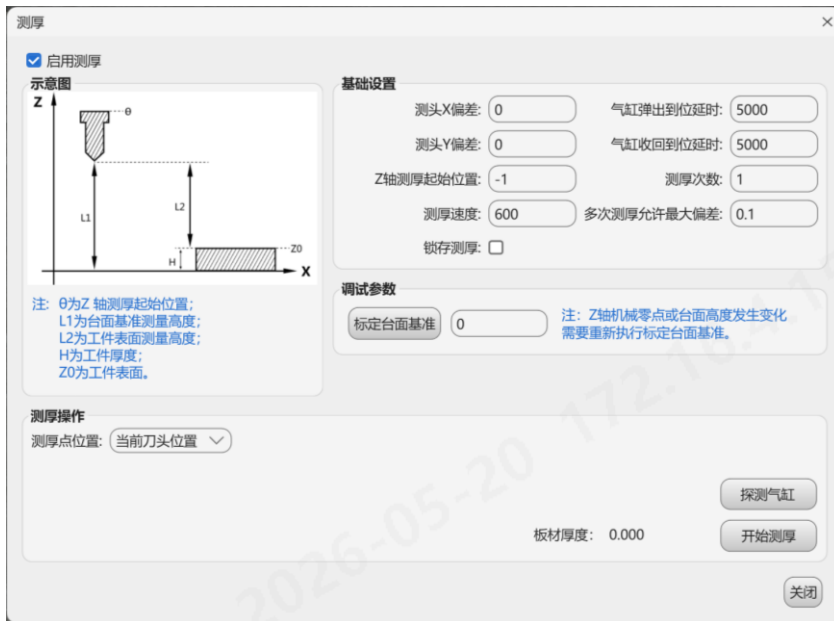 测厚
启用测厚
示意图
Z
θ
L1
L2
H
Z0
X
注: θ为Z 轴测厚起始位置;
L1为台面基准测量高度;
L2为工件表面测量高度;
H为工件厚度;
Z0为工件表面。
基础设置
测头X偏差: 0 气缸弹出到位延时: 5000
测头Y偏差: 0 气缸收回到位延时: 5000
Z轴测厚起始位置: -1 测厚次数: 1
测厚速度: 600 多次测厚允许最大偏差: 0.1
锁存测厚:
调试参数
标定台面基准 0 注: Z轴机械零点或台面高度发生变化
需要重新执行标定台面基准。
测厚操作
测厚点位置: 当前刀头位置
探测气缸
板材厚度: 0.000 开始测厚
关闭
2026-05-20 172.16.4.1